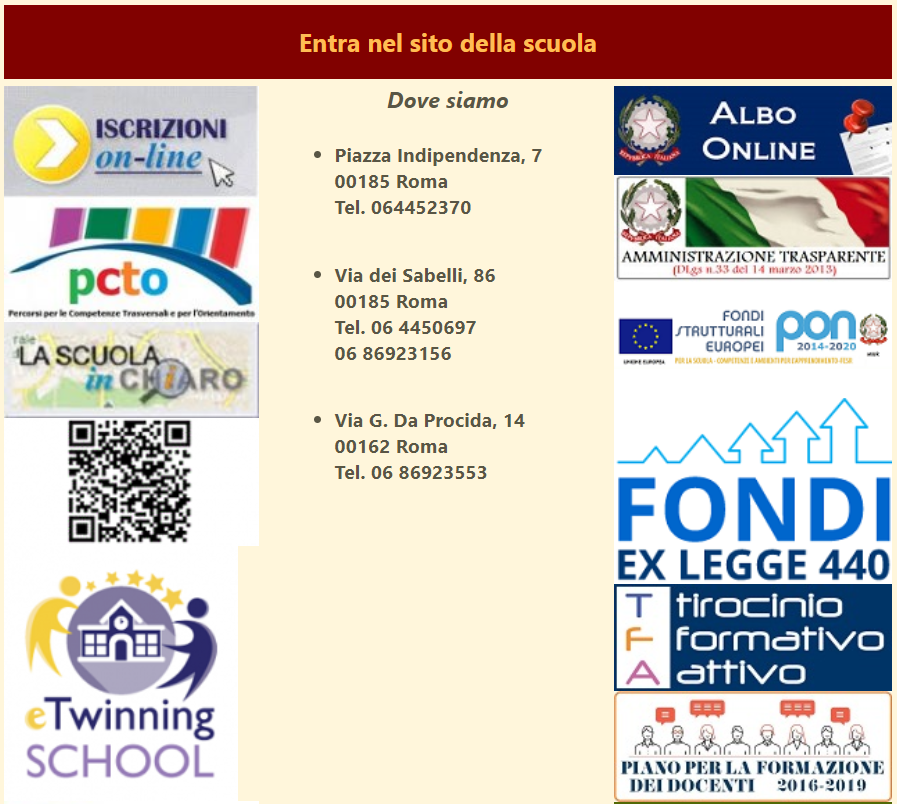 Entra nel sito della scuola
ISCRIZIONI
on-line
pcto
Percorsi per le Competenze Trasversali e per l'Orientamento
LA SCUOLA
in CHiARO
eTwinning
SCHOOL
Dove siamo
Piazza Indipendenza, 7
00185 Roma
Tel. 064452370
Via dei Sabelli, 86
00185 Roma
Tel. 06 4450697
06 86923156
Via G. Da Procida, 14
00162 Roma
Tel. 06 86923553
ALBO
ONLINE
AMMINISTRAZIONE TRASPARENTE
(DLgs n.33 del 14 marzo 2013)
FONDI
STRUTTURALI
EUROPEI
pon
2014-2020
UNIONE EUROPEA
MIUR
PER LA SCUOLA - COMPETENZE E AMBIENTI PER L'APPRENDIMENTO - FESR
FONDI
EX LEGGE 440
TFA
tirocinio
formativo
attivo
PIANO PER LA FORMAZIONE
DEI DOCENTI 2016-2019